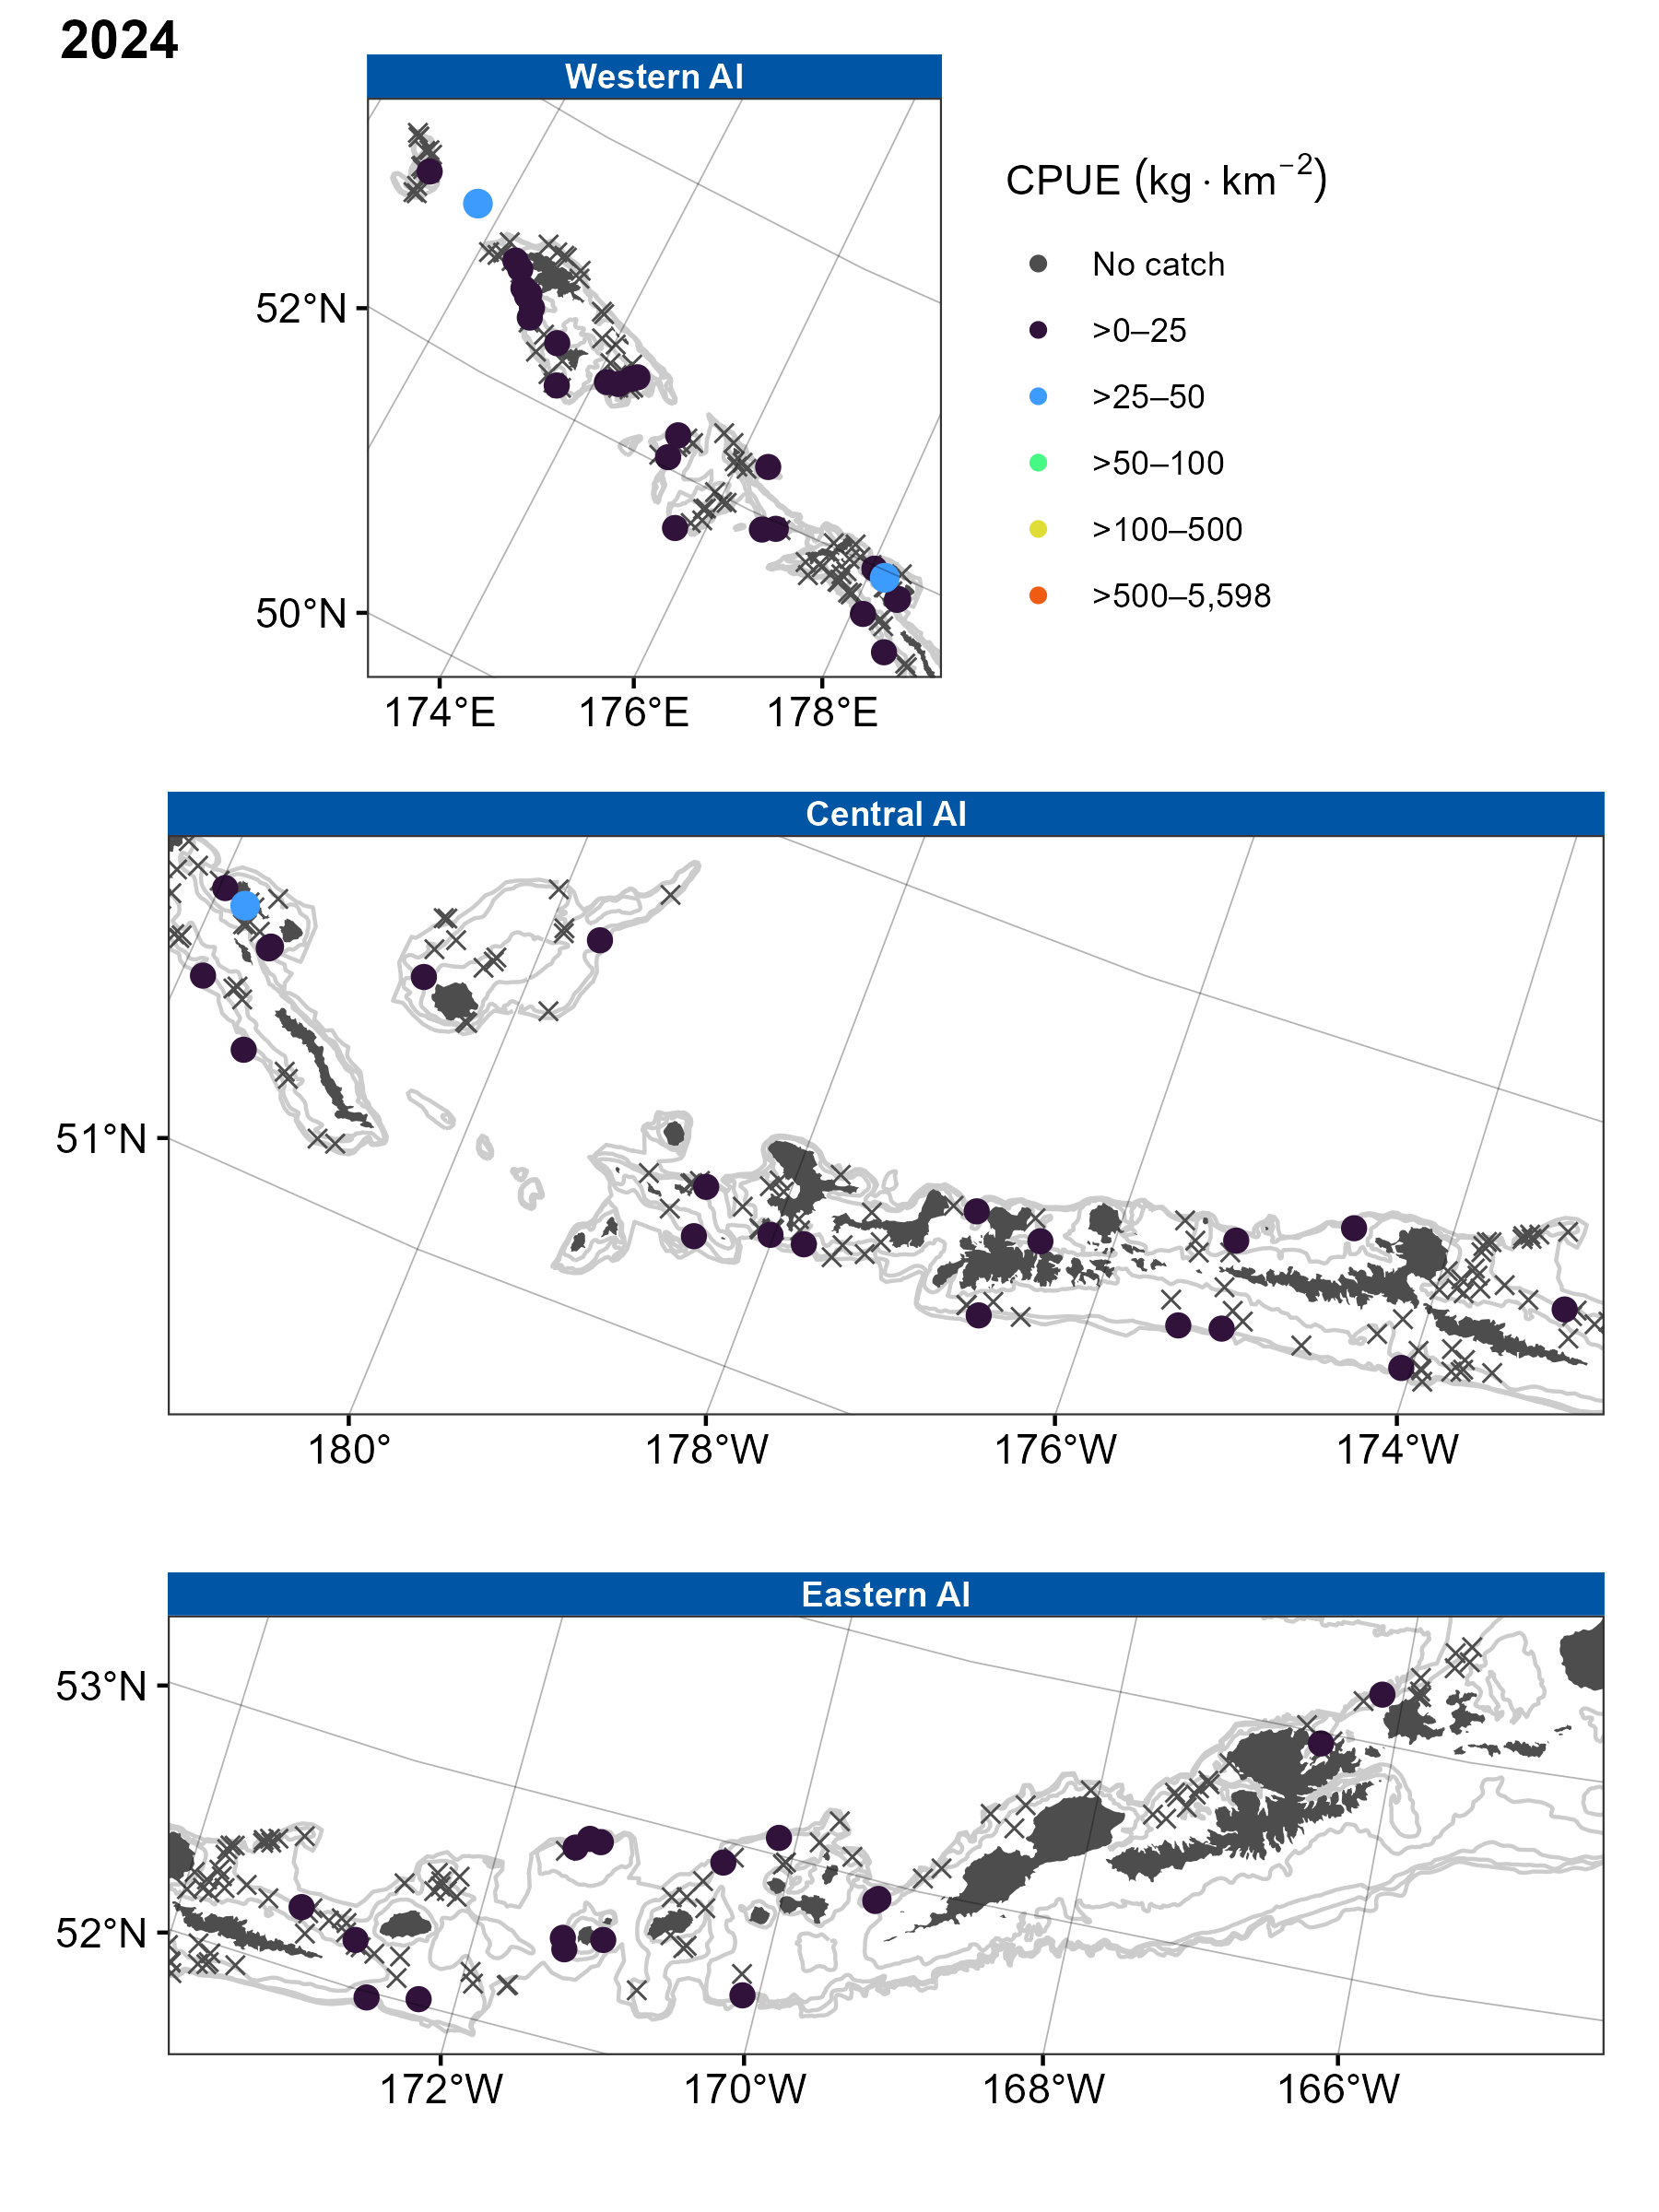 2024
Western AI
CPUE (kg · km⁻²)
No catch
>0–25
>25–50
>50–100
>100–500
>500–5,598
52°N
50°N
174°E 176°E 178°E
Central AI
51°N
180° 178°W 176°W 174°W
Eastern AI
53°N
52°N
172°W 170°W 168°W 166°W